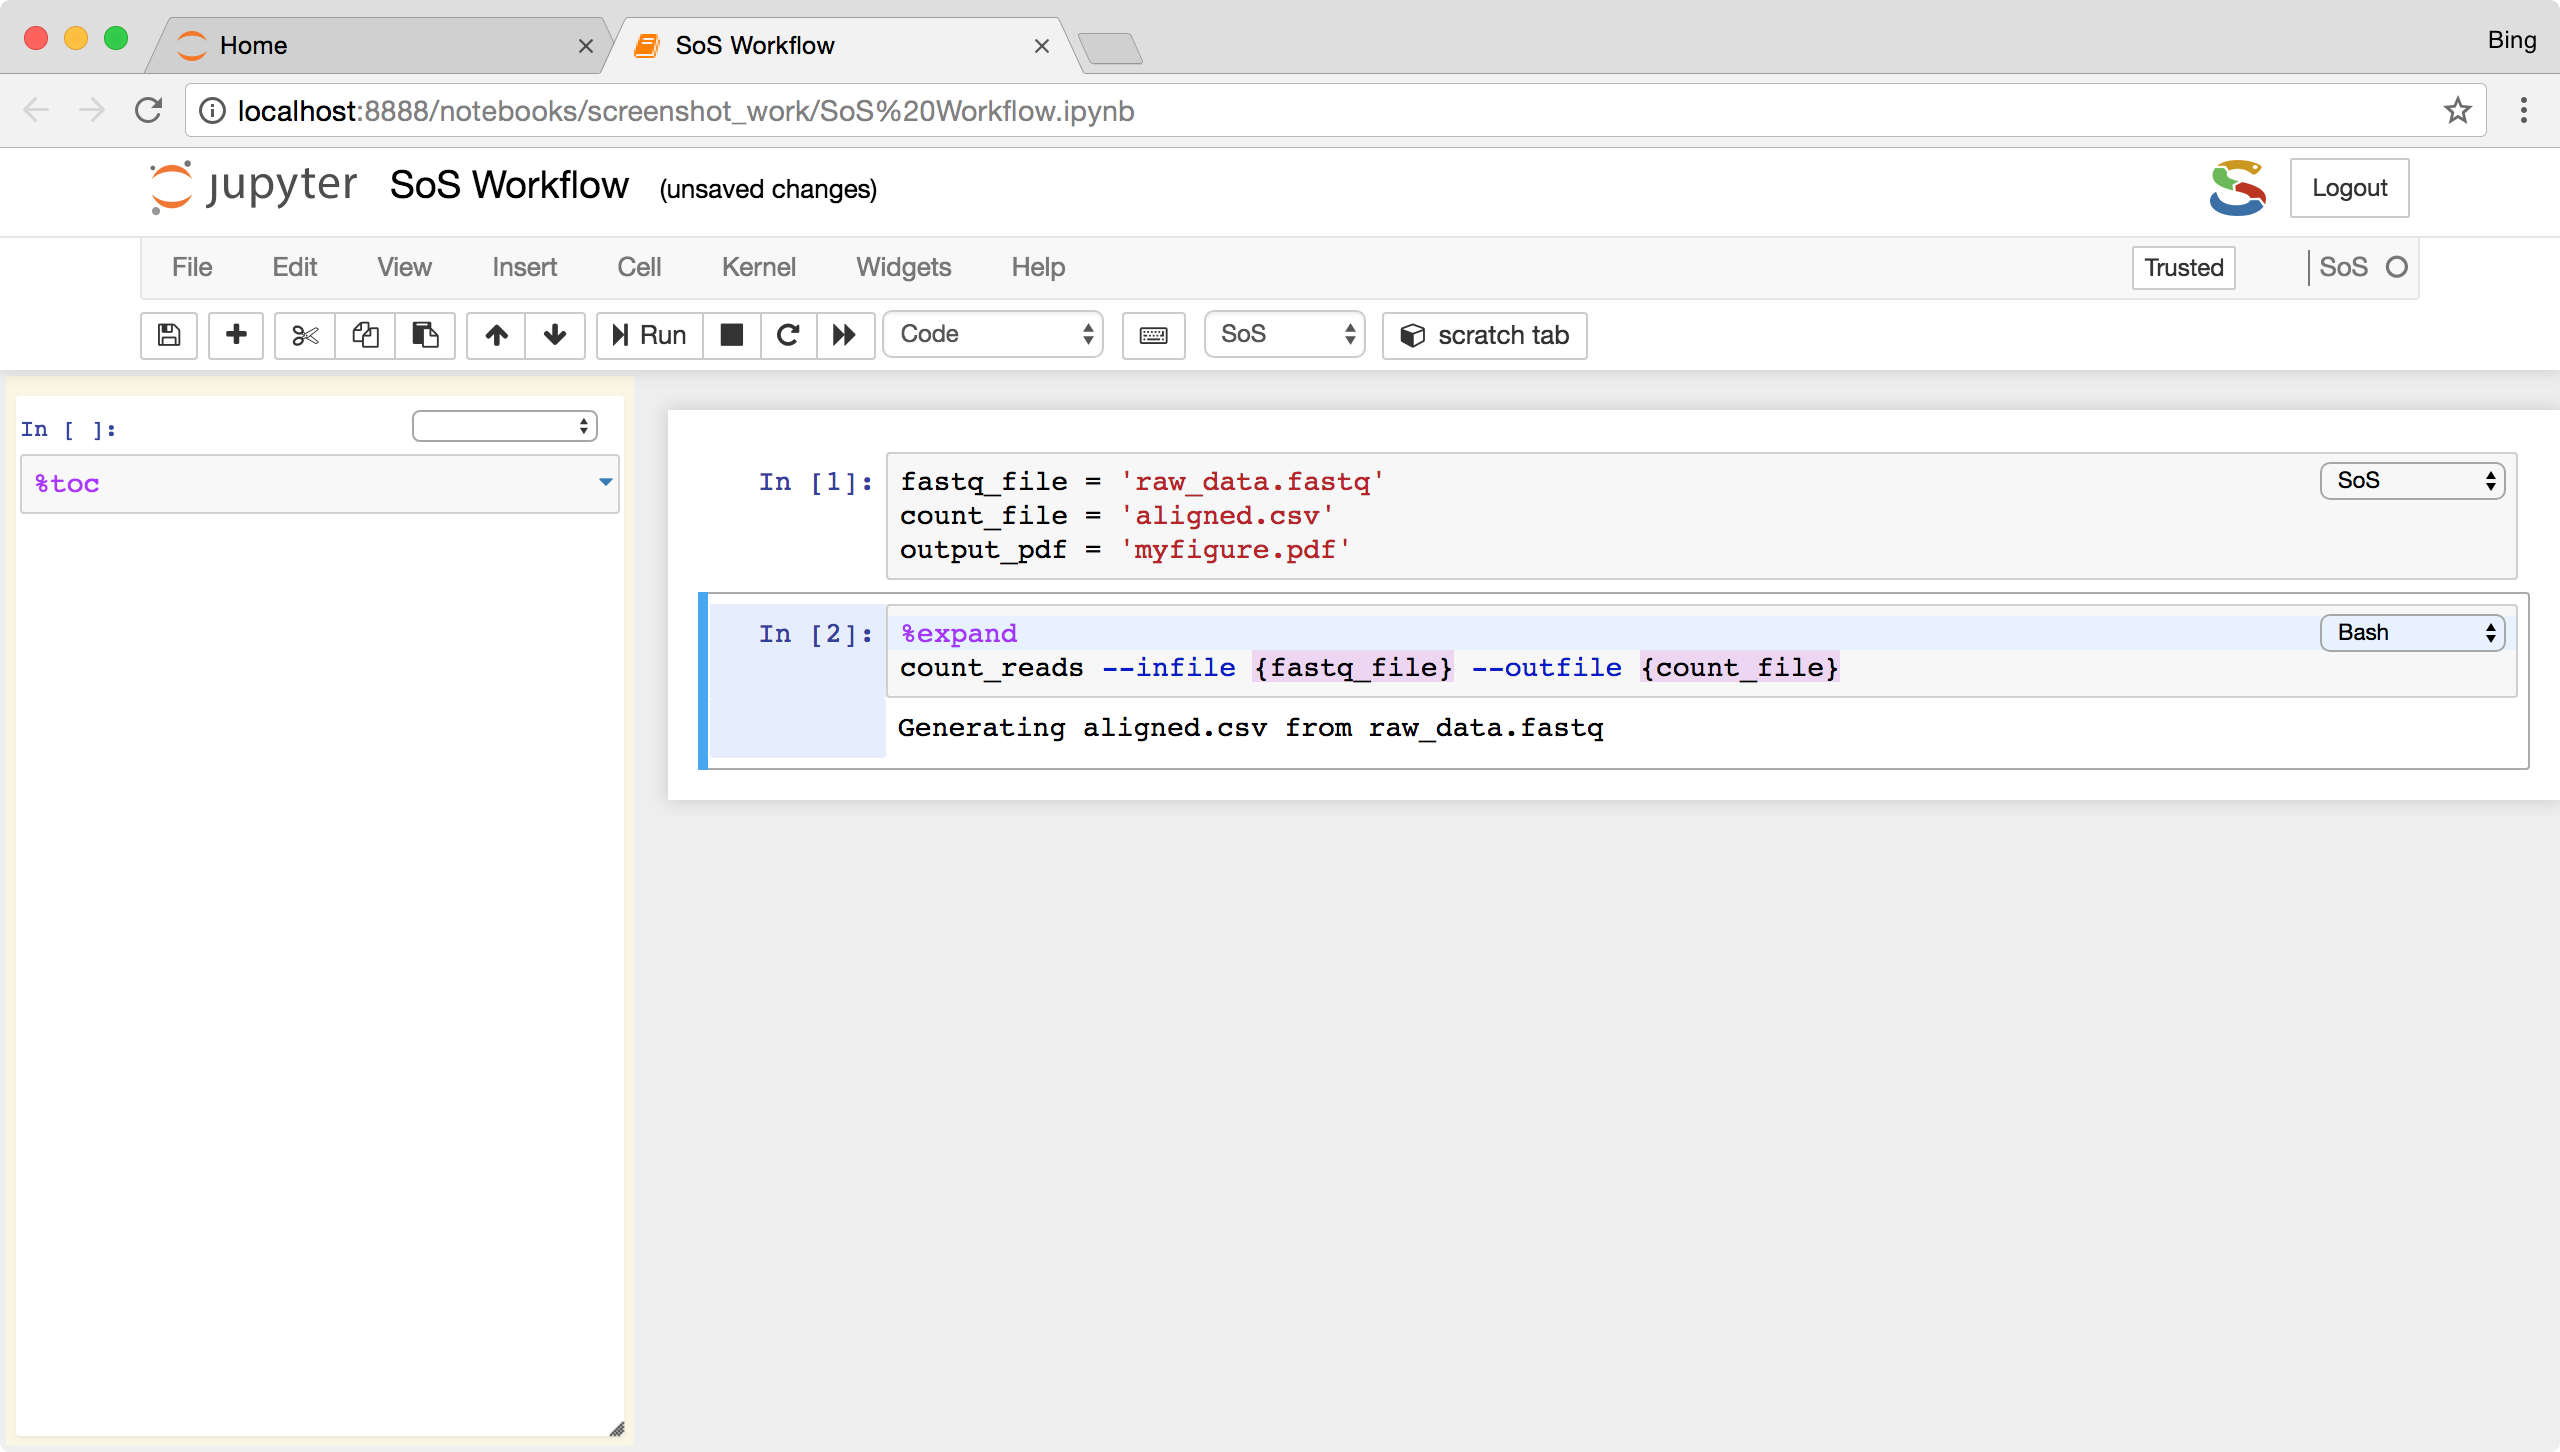 Home
SoS Workflow
Bing
localhost:8888/notebooks/screenshot_work/SoS%20Workflow.ipynb
jupyter SoS Workflow (unsaved changes)
Logout
File Edit View Insert Cell Kernel Widgets Help
Trusted
SoS
Run
Code
SoS
scratch tab
In [ ]:
%toc
In [1]:
fastq_file = 'raw_data.fastq'
count_file = 'aligned.csv'
output_pdf = 'myfigure.pdf'
SoS
In [2]:
%expand
Bash
count_reads --infile {fastq_file} --outfile {count_file}
Generating aligned.csv from raw_data.fastq